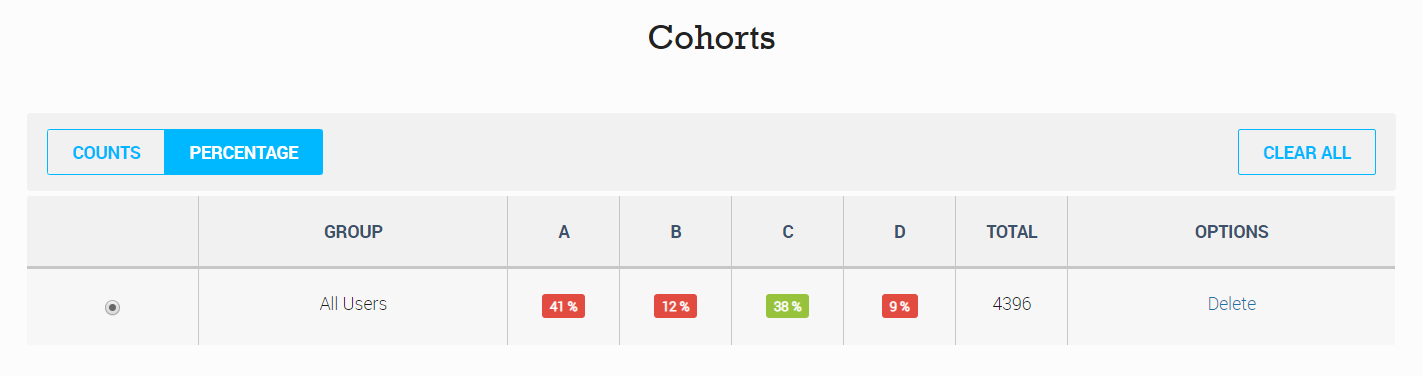 Cohorts
COUNTS PERCENTAGE CLEAR ALL
GROUP A B C D TOTAL OPTIONS
All Users 41 % 12 % 38 % 9 % 4396 Delete